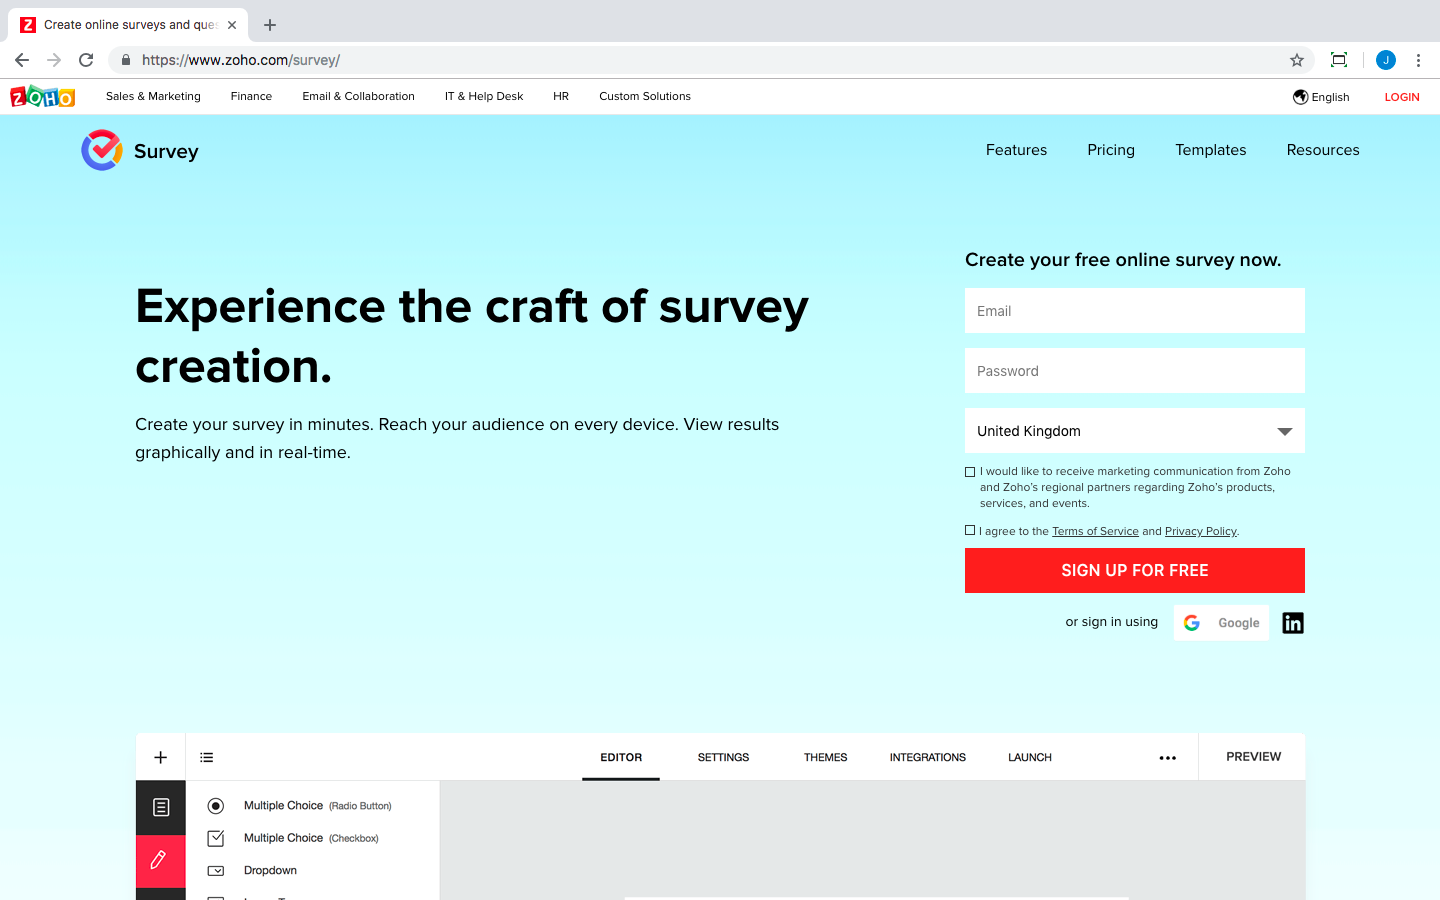 Create online surveys and ques
https://www.zoho.com/survey/
J
ZOHO
Sales & Marketing
Finance
Email & Collaboration
IT & Help Desk
HR
Custom Solutions
English
LOGIN
Survey
Features
Pricing
Templates
Resources
Experience the craft of survey
creation.
Create your survey in minutes. Reach your audience on every device. View results
graphically and in real-time.
Create your free online survey now.
Email
Password
United Kingdom
I would like to receive marketing communication from Zoho
and Zoho's regional partners regarding Zoho's products,
services, and events.
I agree to the Terms of Service and Privacy Policy.
SIGN UP FOR FREE
or sign in using
Google
in
EDITOR
SETTINGS
THEMES
INTEGRATIONS
LAUNCH
PREVIEW
Multiple Choice (Radio Button)
Multiple Choice (Checkbox)
Dropdown